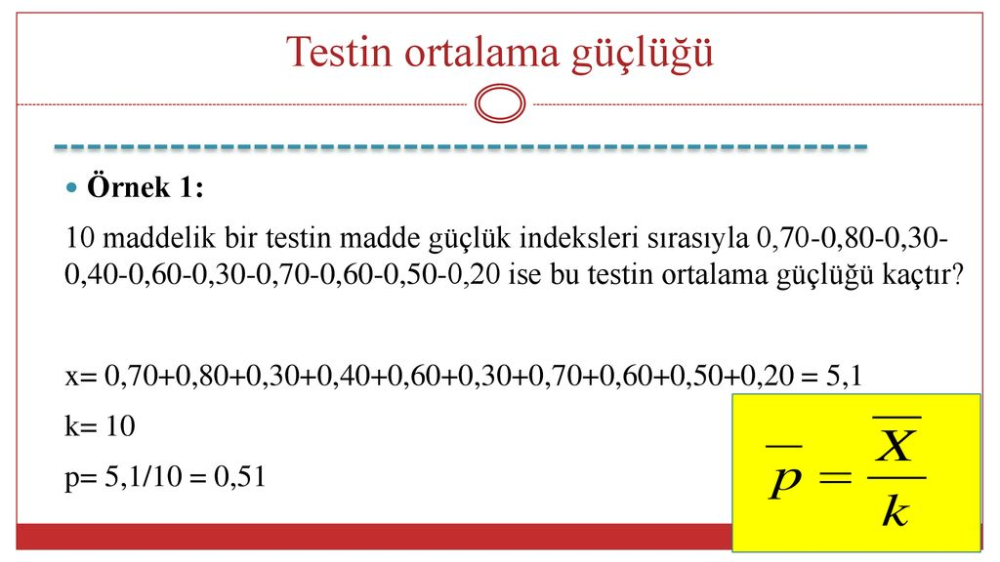 Testin ortalama güçlüğü
Örnek 1:
10 maddelik bir testin madde güçlük indeksleri sırasıyla 0,70-0,80-0,30-
0,40-0,60-0,30-0,70-0,60-0,50-0,20 ise bu testin ortalama güçlüğü kaçtır?
x= 0,70+0,80+0,30+0,40+0,60+0,30+0,70+0,60+0,50+0,20 = 5,1
k= 10
p= 5,1/10 = 0,51
p̅ = X̅ / k